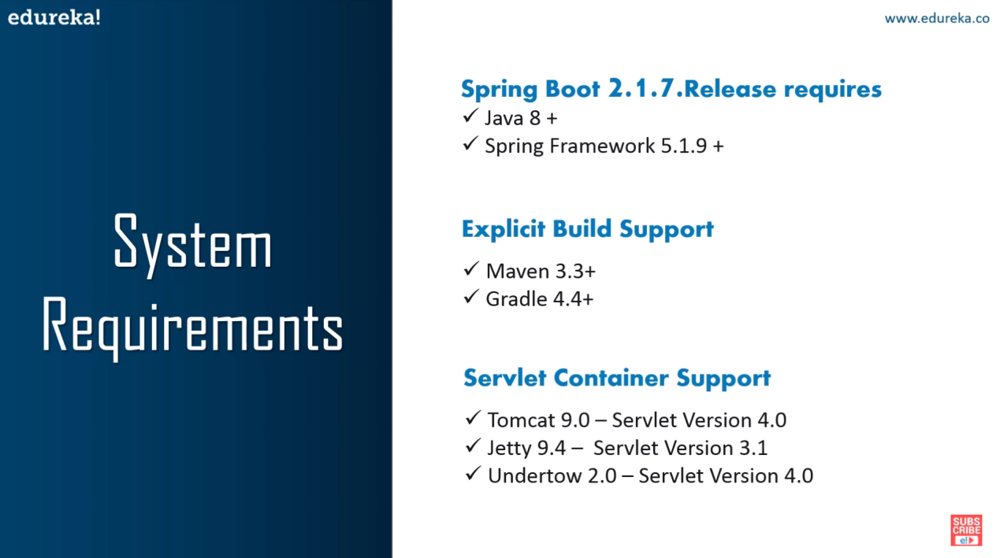 edureka!
www.edureka.co
System
Requirements
Spring Boot 2.1.7.Release requires
✓ Java 8 +
✓ Spring Framework 5.1.9 +
Explicit Build Support
✓ Maven 3.3+
✓ Gradle 4.4+
Servlet Container Support
✓ Tomcat 9.0 – Servlet Version 4.0
✓ Jetty 9.4 – Servlet Version 3.1
✓ Undertow 2.0 – Servlet Version 4.0
SUBS
CRIBE
e!